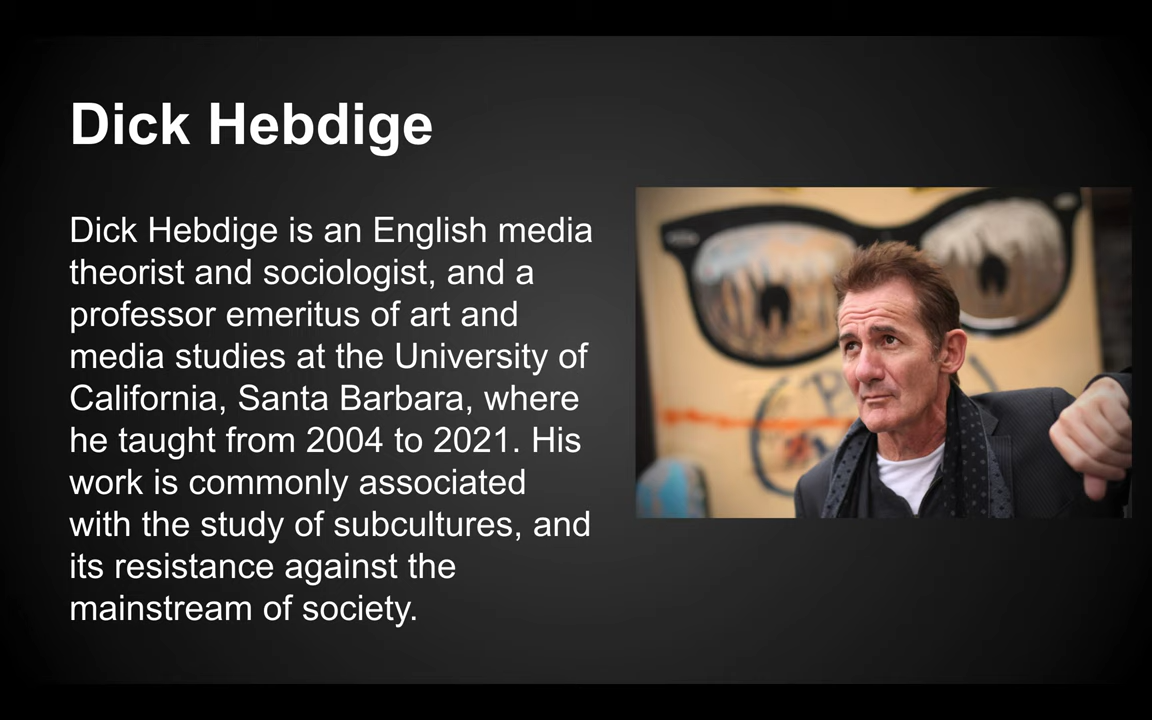 Dick Hebdige
Dick Hebdige is an English media
theorist and sociologist, and a
professor emeritus of art and
media studies at the University of
California, Santa Barbara, where
he taught from 2004 to 2021. His
work is commonly associated
with the study of subcultures, and
its resistance against the
mainstream of society.